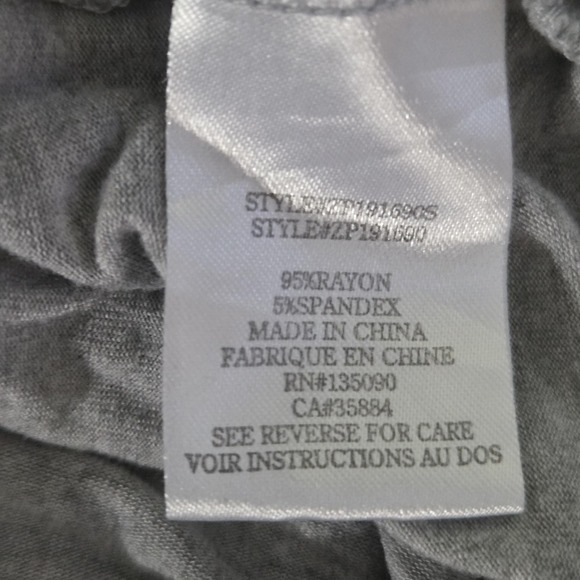 STYLE#ZP191690S
STYLE#ZP191690
95%RAYON
5%SPANDEX
MADE IN CHINA
FABRIQUE EN CHINE
RN#135090
CA#35884
SEE REVERSE FOR CARE
VOIR INSTRUCTIONS AU DOS